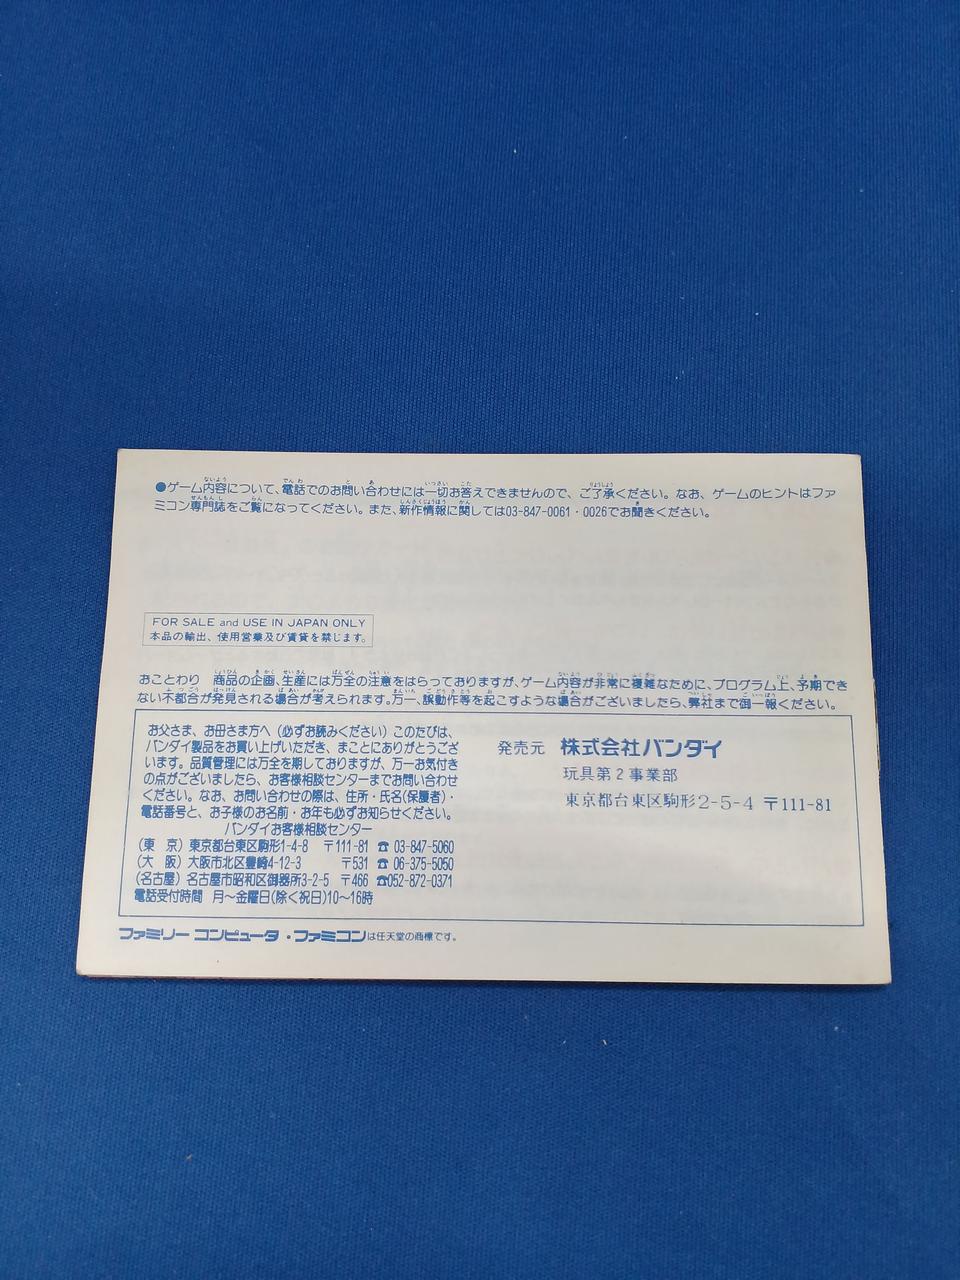 ●ゲーム内容について、電話でのお問い合わせには一切お答えできませんので、ご了承ください。なお、ゲームのヒントはファ
ミコン専門誌をご覧になってください。また、新作情報に関しては03-847-0061・0026でお聞きください。
FOR SALE and USE IN JAPAN ONLY
本品の輸出、使用営業及び賃貸を禁じます。
おことわり 商品の企画、生産には万全の注意をはらっておりますが、ゲーム内容が非常に複雑なために、プログラム上、予期でき
ない不都合が発見される場合が考えられます。万一、誤動作等を起こすような場合がございましたら、弊社まで御一報ください。
お父さま、お母さま方へ(必ずお読みください)このたびは、
バンダイ製品をお買い上げいただき、まことにありがとうござ
います。品質管理には万全を期しておりますが、万一お気付き
の点がございましたら、お客様相談センターまでお問い合わせ
ください。なお、お問い合わせの際は、住所・氏名(保護者)・
電話番号と、お子様のお名前・お年も必ずお知らせください。
バンダイお客様相談センター
(東 京) 東京都台東区駒形1-4-8 〒111-81 ☎ 03-847-5060
(大 阪) 大阪市北区豊崎4-12-3 〒531 ☎ 06-375-5050
(名古屋) 名古屋市昭和区御器所3-2-5 〒466 ☎052-872-0371
電話受付時間 月〜金曜日(除く祝日)10〜16時
発売元 株式会社バンダイ
玩具第2事業部
東京都台東区駒形2-5-4 〒111-81
ファミリーコンピュータ・ファミコンは任天堂の商標です。